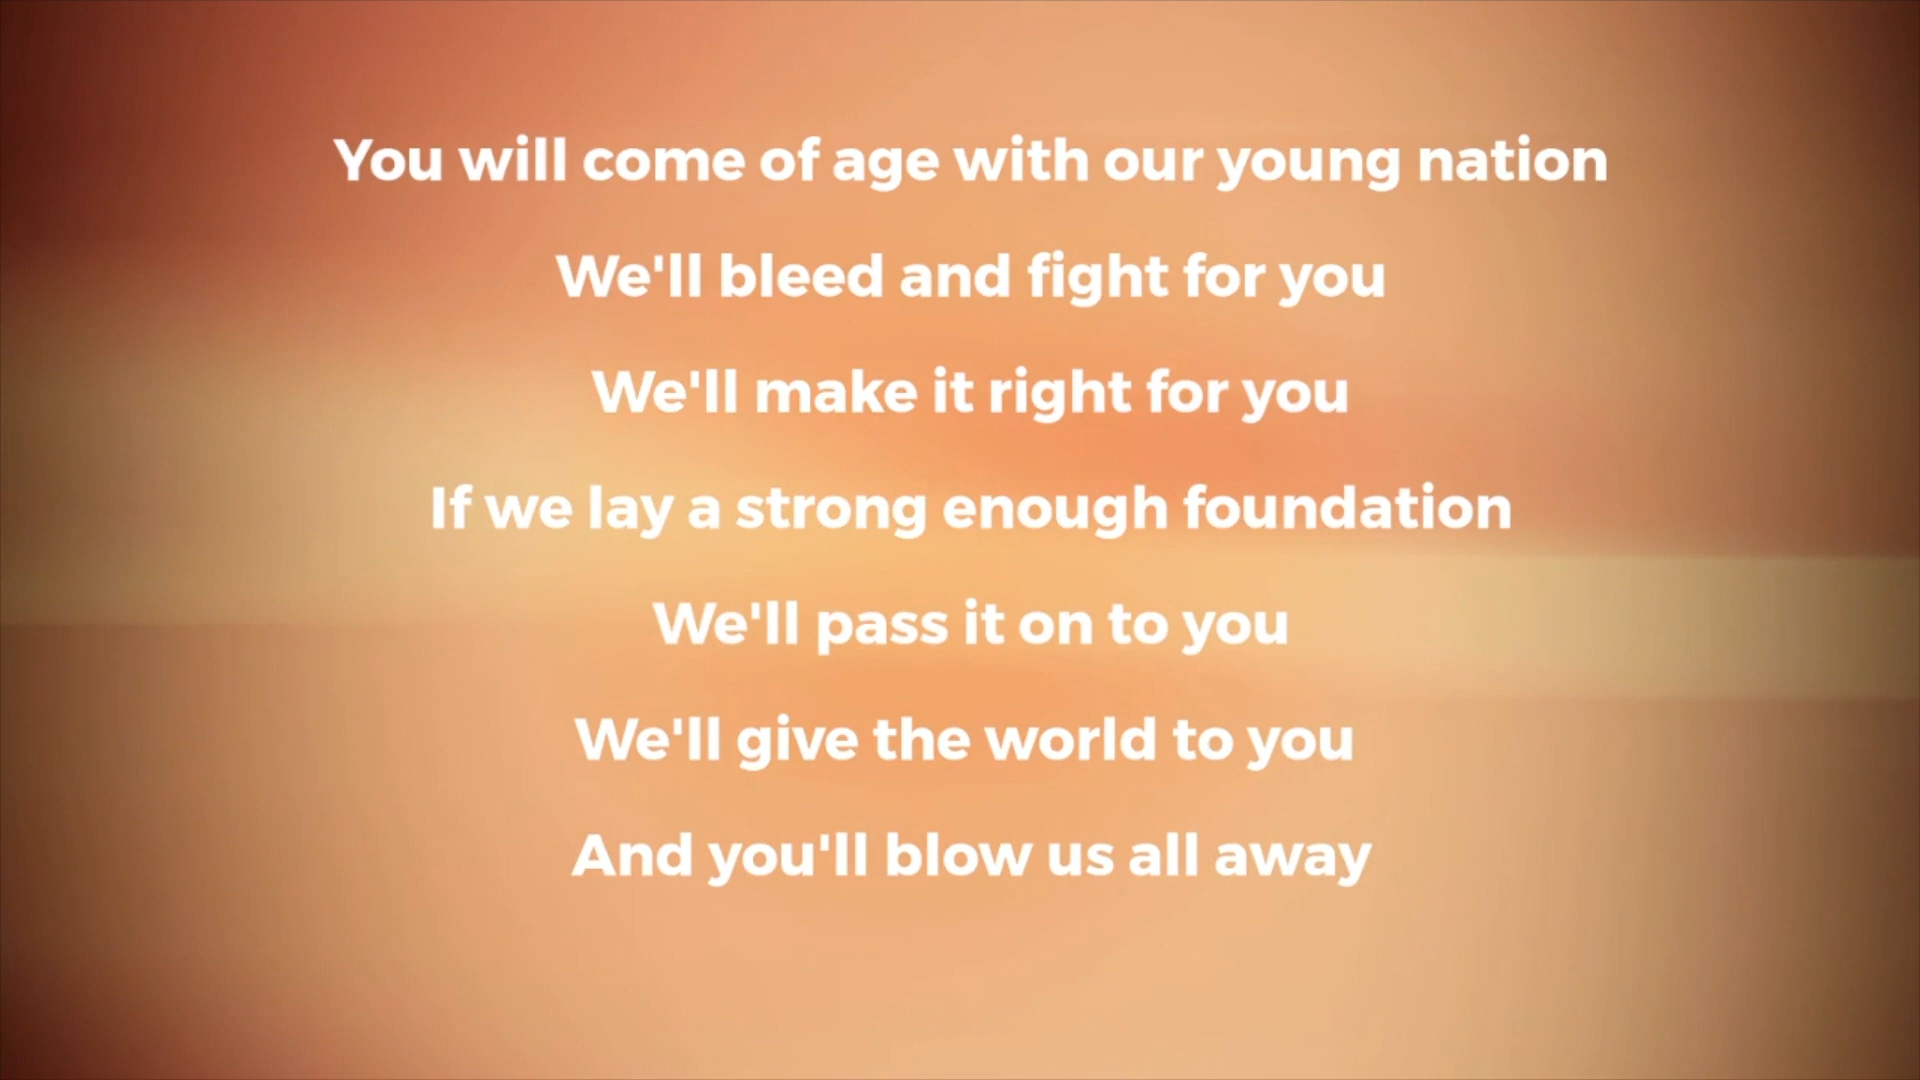 You will come of age with our young nation
We'll bleed and fight for you
We'll make it right for you
If we lay a strong enough foundation
We'll pass it on to you
We'll give the world to you
And you'll blow us all away